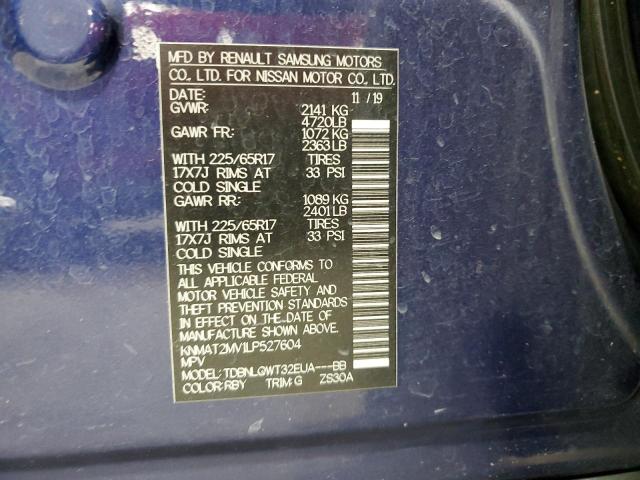 MFD BY RENAULT SAMSUNG MOTORS
CO., LTD. FOR NISSAN MOTOR CO., LTD.
DATE: 11 / 19
GVWR: 2141 KG
4720LB
GAWR FR: 1072 KG
2363 LB
WITH 225/65R17 TIRES
17X7J RIMS AT 33 PSI
COLD SINGLE
GAWR RR: 1089 KG
2401 LB
WITH 225/65R17 TIRES
17X7J RIMS AT 33 PSI
COLD SINGLE
THIS VEHICLE CONFORMS TO
ALL APPLICABLE FEDERAL
MOTOR VEHICLE SAFETY AND
THEFT PREVENTION STANDARDS
IN EFFECT ON THE DATE OF
MANUFACTURE SHOWN ABOVE.
KNMAT2MV1LP527604
MPV
MODEL: TDBNLQWT32EUA---BB
COLOR:RBY TRIM:G ZS30A